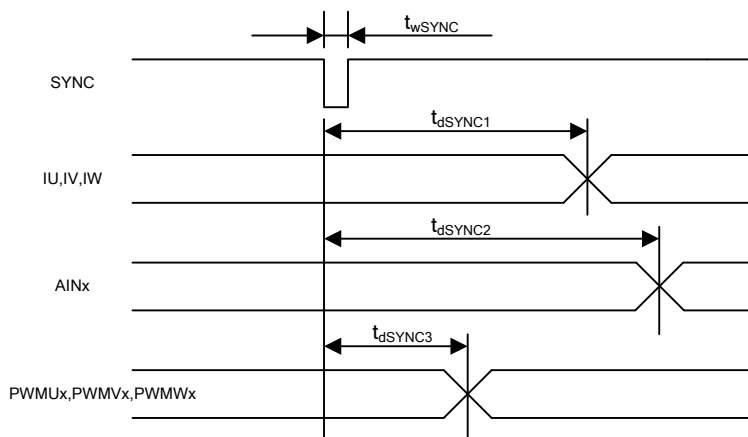 twSYNC
SYNC
tdSYNC1
IU,IV,IW
tdSYNC2
AINx
tdSYNC3
PWMUx,PWMVx,PWMWx